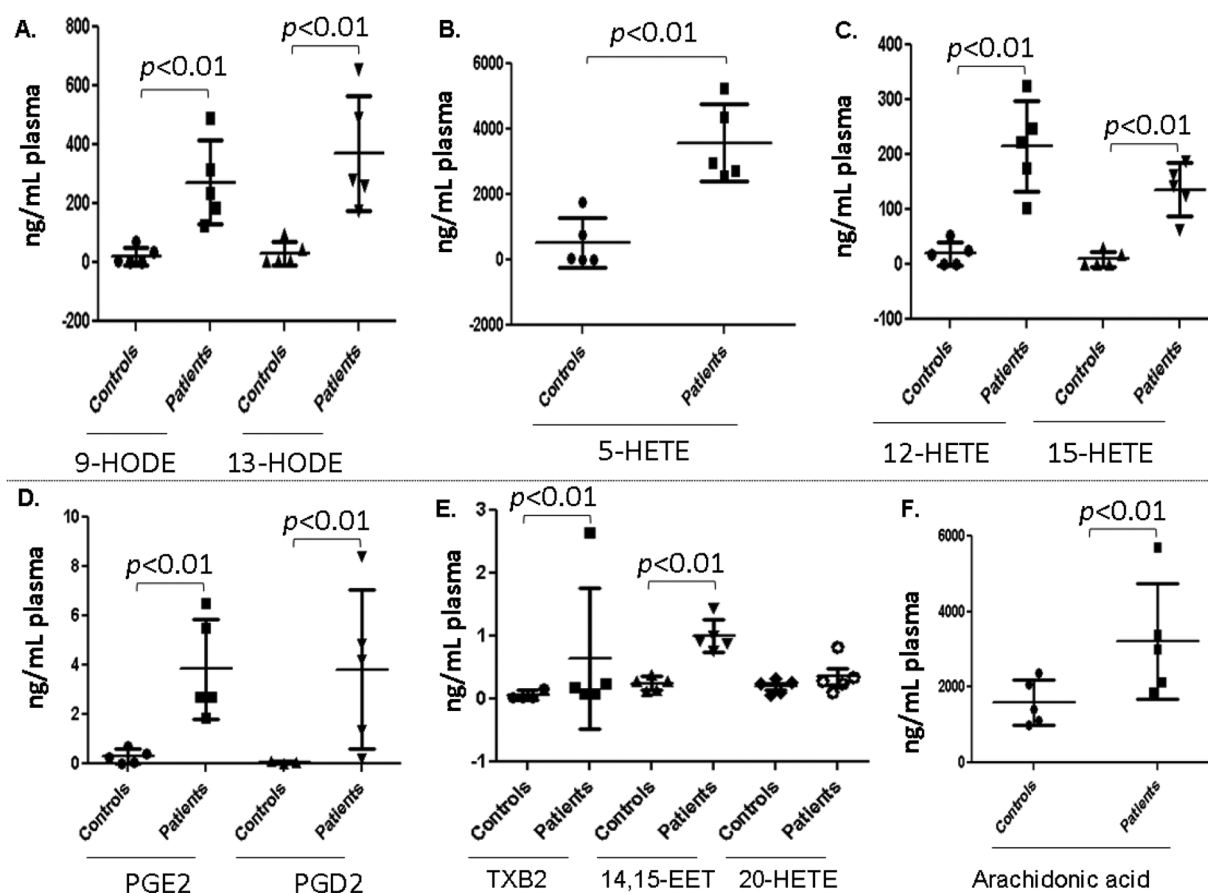 A.
ng/mL plasma
800
600
400
200
0
-200
p<0.01
p<0.01
Controls
Patients
Controls
Patients
9-HODE
13-HODE
B.
ng/mL plasma
6000
4000
2000
0
-2000
p<0.01
Controls
Patients
5-HETE
C.
ng/mL plasma
400
300
200
100
0
-100
p<0.01
p<0.01
Controls
Patients
Controls
Patients
12-HETE
15-HETE
D.
ng/mL plasma
10
8
6
4
2
0
p<0.01
p<0.01
Controls
Patients
Controls
Patients
PGE2
PGD2
E.
ng/mL plasma
3
2
1
0
-1
p<0.01
p<0.01
Controls
Patients
Controls
Patients
Controls
Patients
TXB2
14,15-EET
20-HETE
F.
ng/mL plasma
6000
4000
2000
0
p<0.01
Controls
Patients
Arachidonic acid